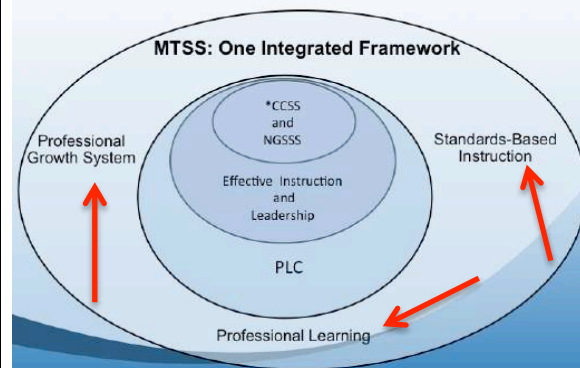 MTSS: One Integrated Framework
*CCSS
and
NGSSS
Professional
Growth System
Standards-Based
Instruction
Effective Instruction
and
Leadership
PLC
Professional Learning